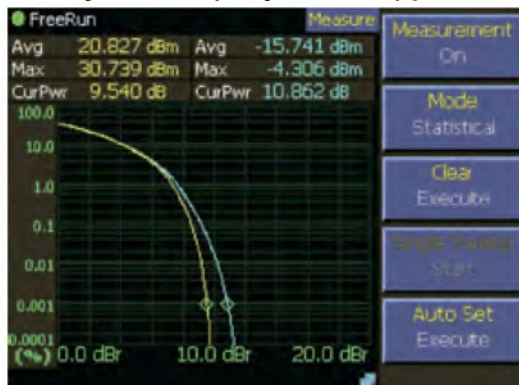 FreeRun Measure
Avg 20.827 dBm Avg -15.741 dBm
Max 30.739 dBm Max -4.306 dBm
CurPwr 9.540 dB CurPwr 10.862 dB
100.0
10.0
1.0
0.1
0.01
0.001
0.0001
(%) 0.0 dBr 10.0 dBr 20.0 dBr
Measurement
On
Mode
Statistical
Clear
Execute
Single Sweep
Start
Auto Set
Execute